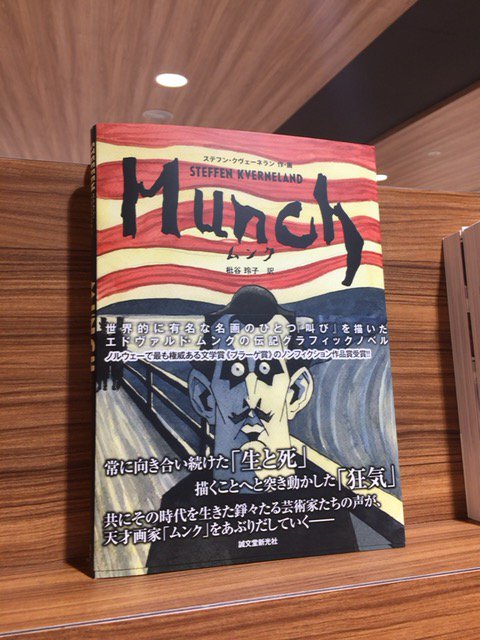 ステフン・クヴェーネラン 作・画
STEFFEN KVERNELAND
Munch
ムンク
枇谷 玲子 訳
世界的に有名な名画のひとつ「叫び」を描いた
エドヴァルド・ムンクの伝記グラフィックノベル
ノルウェーで最も権威ある文学賞《ブラーゲ賞》のノンフィクション作品賞受賞!!
常に向き合い続けた「生と死」
描くことへと突き動かした「狂気」
共にその時代を生きた錚々たる芸術家たちの声が、
天才画家「ムンク」をあぶりだしていく——
誠文堂新光社